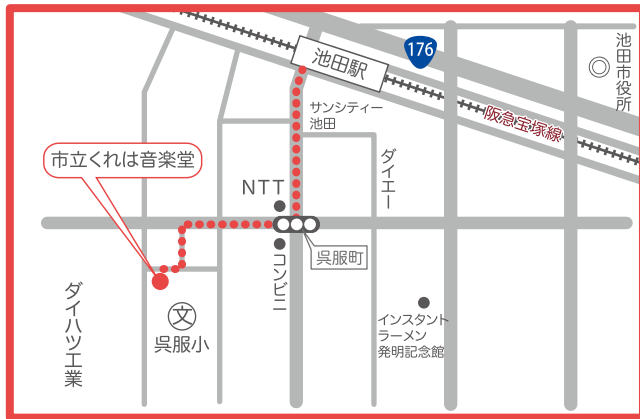 176
池田駅
池田市役所
サンシティー
池田
阪急宝塚線
市立くれは音楽堂
ダイエー
NTT
呉服町
コンビニ
ダイハツ工業
文
呉服小
インスタント
ラーメン
発明記念館